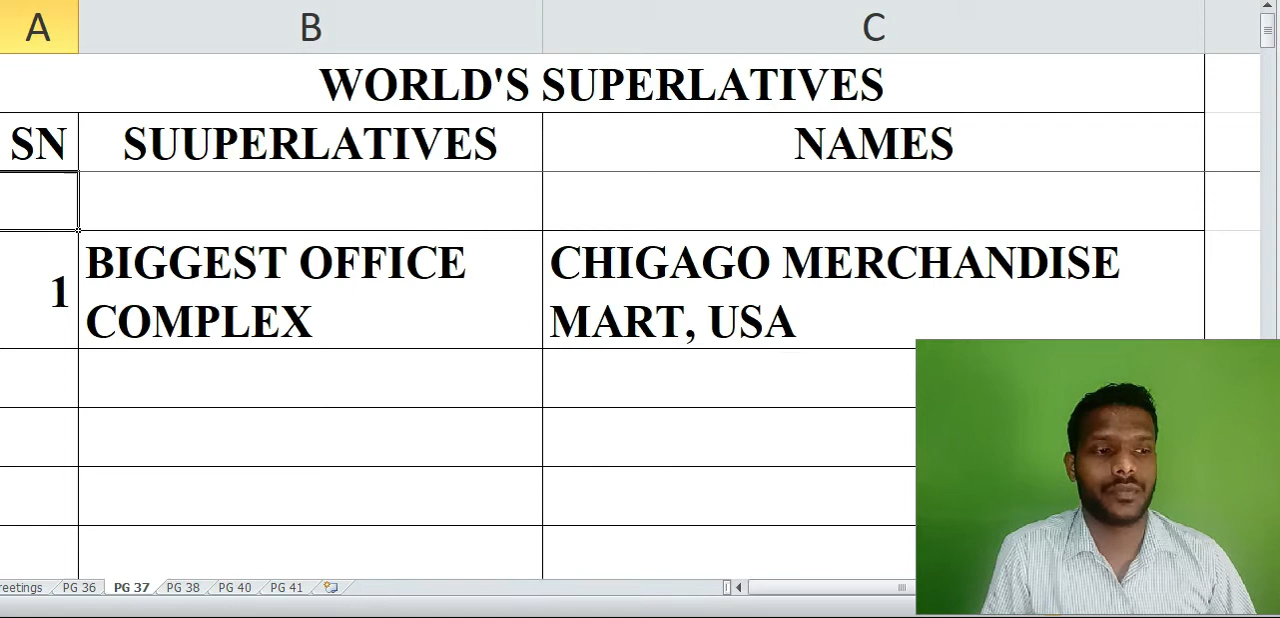 A B C
WORLD'S SUPERLATIVES
SN SUUPERLATIVES NAMES
1 BIGGEST OFFICE COMPLEX CHIGAGO MERCHANDISE MART, USA
reetings PG 36 PG 37 PG 38 PG 40 PG 41